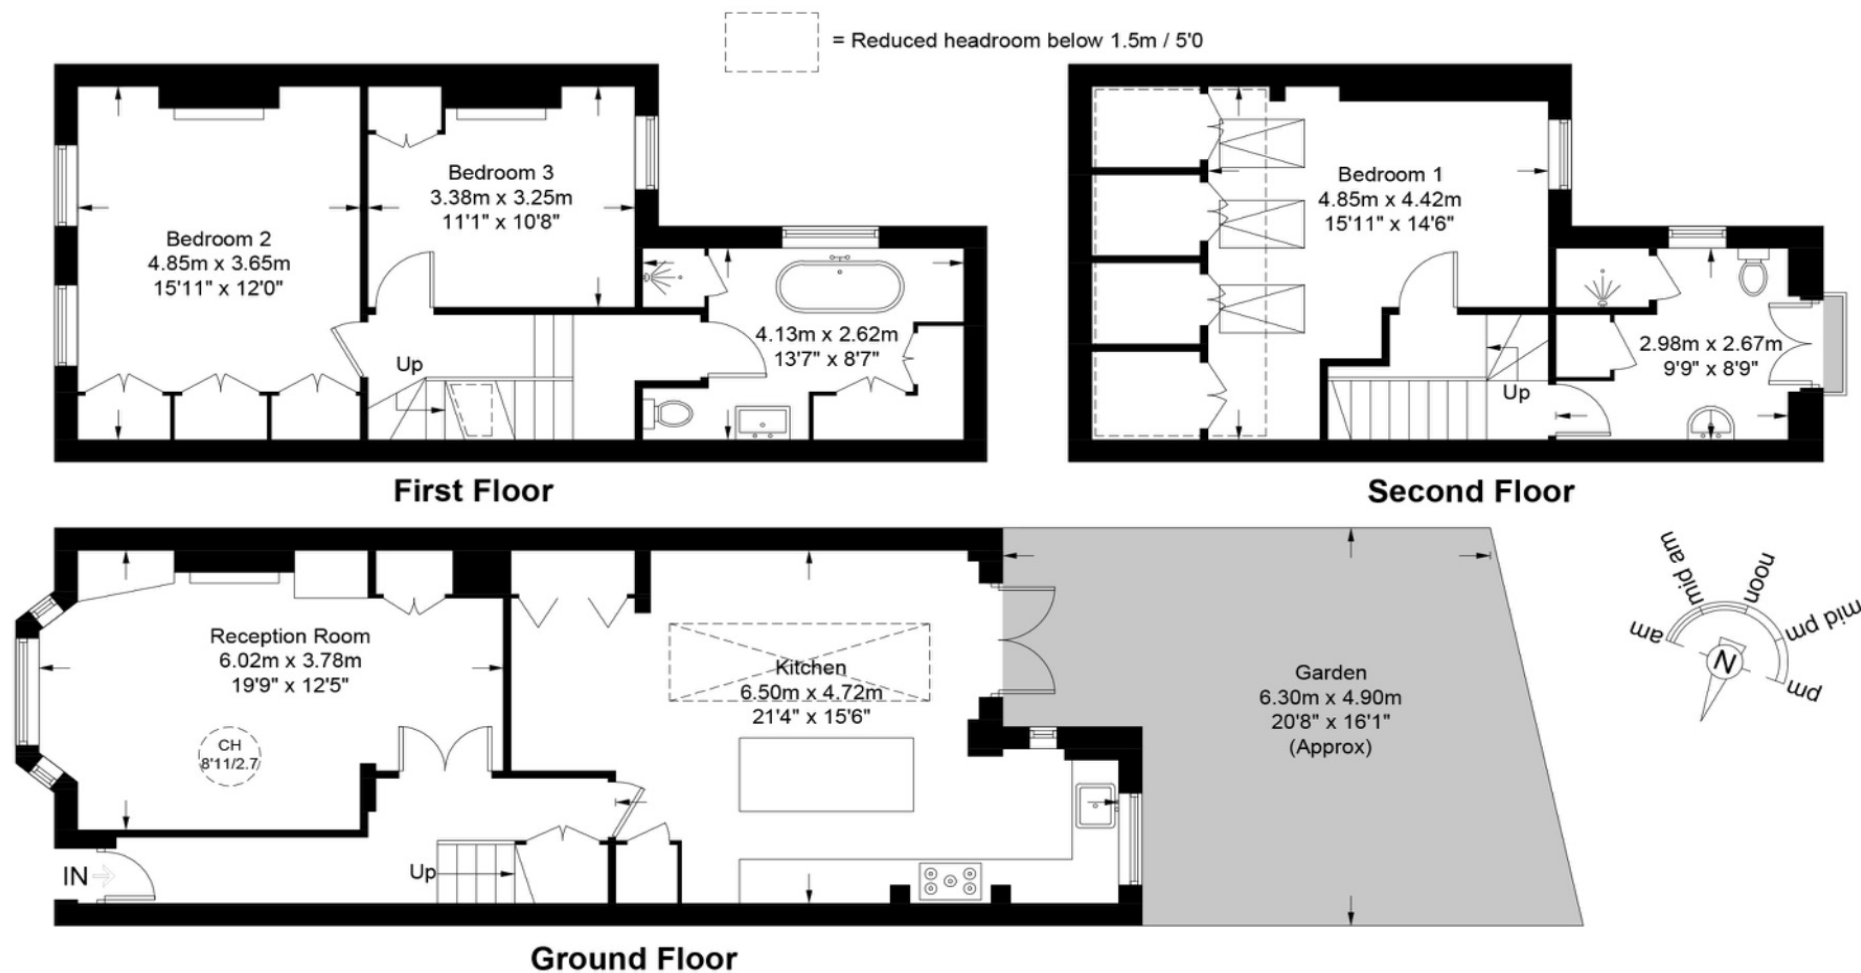 = Reduced headroom below 1.5m / 5'0
Bedroom 2
4.85m x 3.65m
15'11" x 12'0"
Bedroom 3
3.38m x 3.25m
11'1" x 10'8"
Up
4.13m x 2.62m
13'7" x 8'7"
First Floor
Bedroom 1
4.85m x 4.42m
15'11" x 14'6"
Up
2.98m x 2.67m
9'9" x 8'9"
Second Floor
Reception Room
6.02m x 3.78m
19'9" x 12'5"
CH
8'11/2.7
IN
Up
Kitchen
6.50m x 4.72m
21'4" x 15'6"
Garden
6.30m x 4.90m
20'8" x 16'1"
(Approx)
Ground Floor
am
mid am
noon
mid pm
pm
N